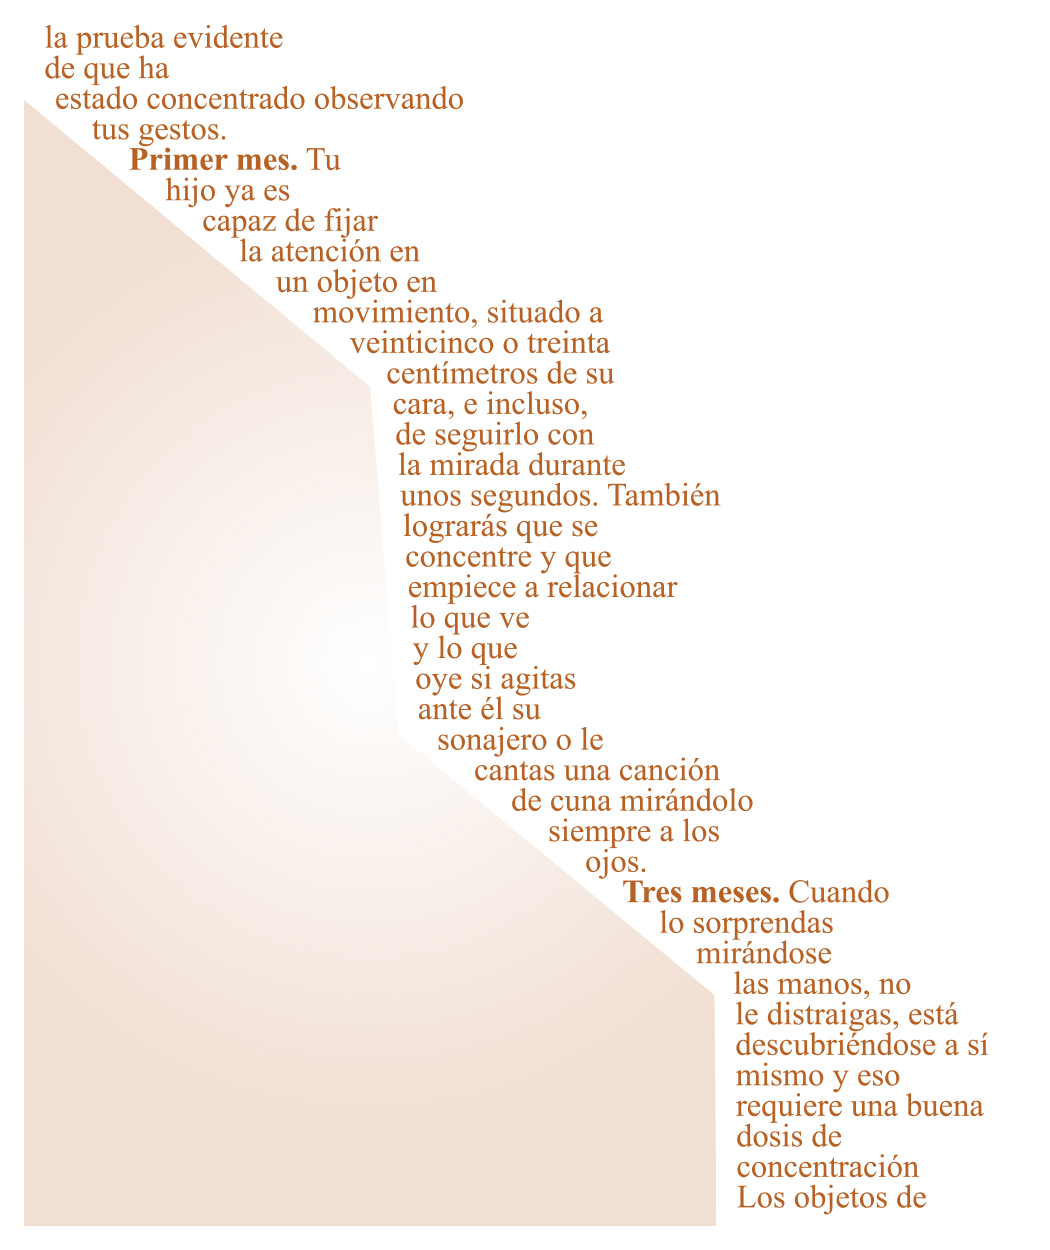 la prueba evidente
de que ha
estado concentrado observando
tus gestos.
Primer mes. Tu
hijo ya es
capaz de fijar
la atención en
un objeto en
movimiento, situado a
veinticinco o treinta
centímetros de su
cara, e incluso,
de seguirlo con
la mirada durante
unos segundos. También
lograrás que se
concentre y que
empiece a relacionar
lo que ve
y lo que
oye si agitas
ante él su
sonajero o le
cantas una canción
de cuna mirándolo
siempre a los
ojos.
Tres meses. Cuando
lo sorprendas
mirándose
las manos, no
le distraigas, está
descubriéndose a sí
mismo y eso
requiere una buena
dosis de
concentración
Los objetos de